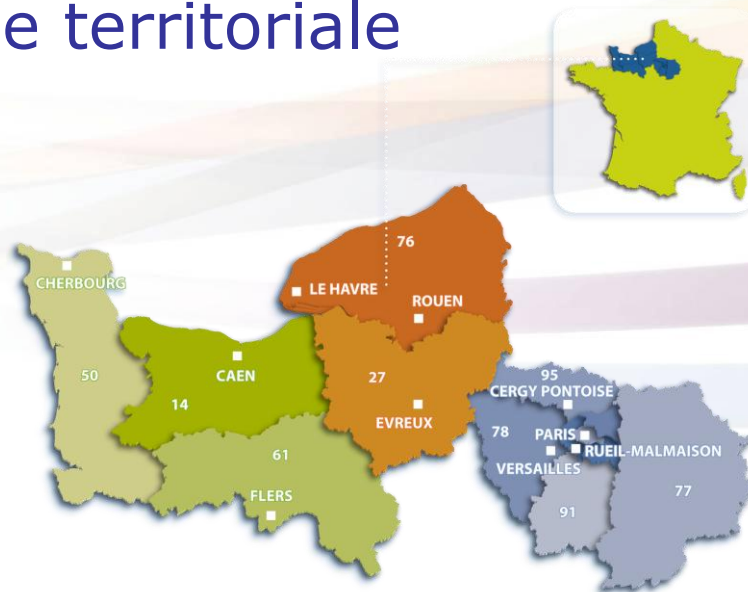 e territoriale
76
CHERBOURG
LE HAVRE
ROUEN
50
CAEN
27
95
CERGY PONTOISE
14
EVREUX
78
PARIS
RUEIL-MALMAISON
61
VERSAILLES
77
FLERS
91